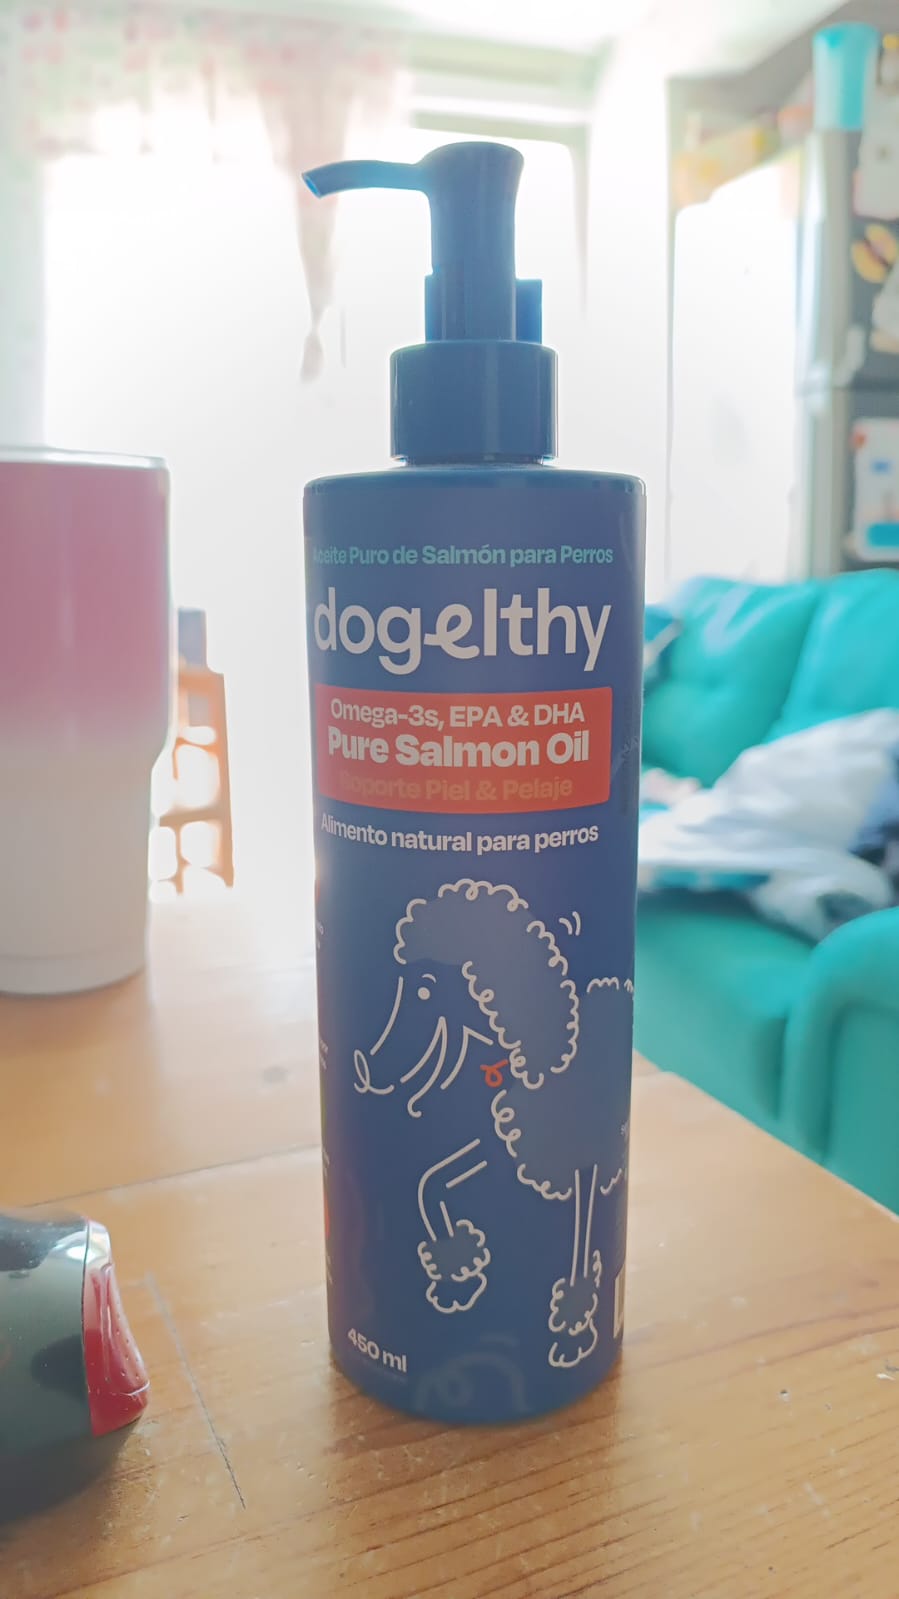 Aceite Puro de Salmón para Perros
dogelthy
Omega-3s, EPA & DHA
Pure Salmon Oil
Soporte Piel & Pelaje
Alimento natural para perros
450 ml